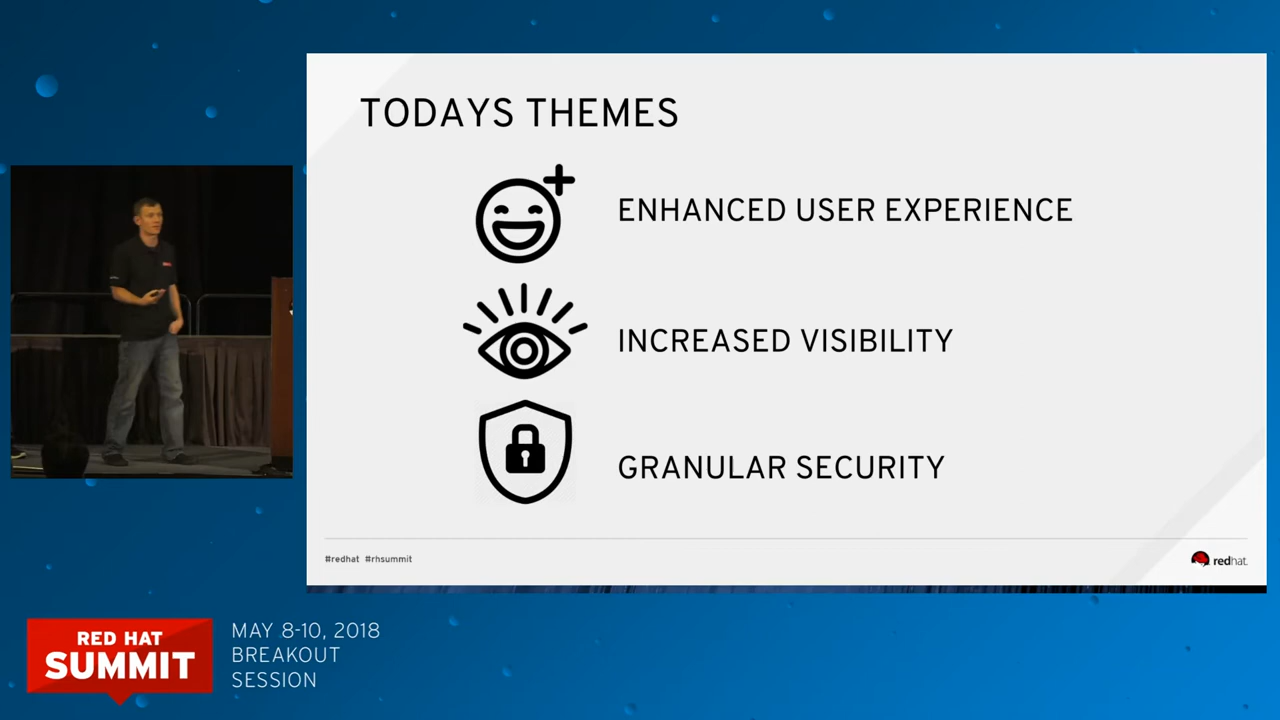 TODAYS THEMES
ENHANCED USER EXPERIENCE
INCREASED VISIBILITY
GRANULAR SECURITY
#redhat #rhsummit
redhat.
RED HAT
SUMMIT
MAY 8-10, 2018
BREAKOUT
SESSION